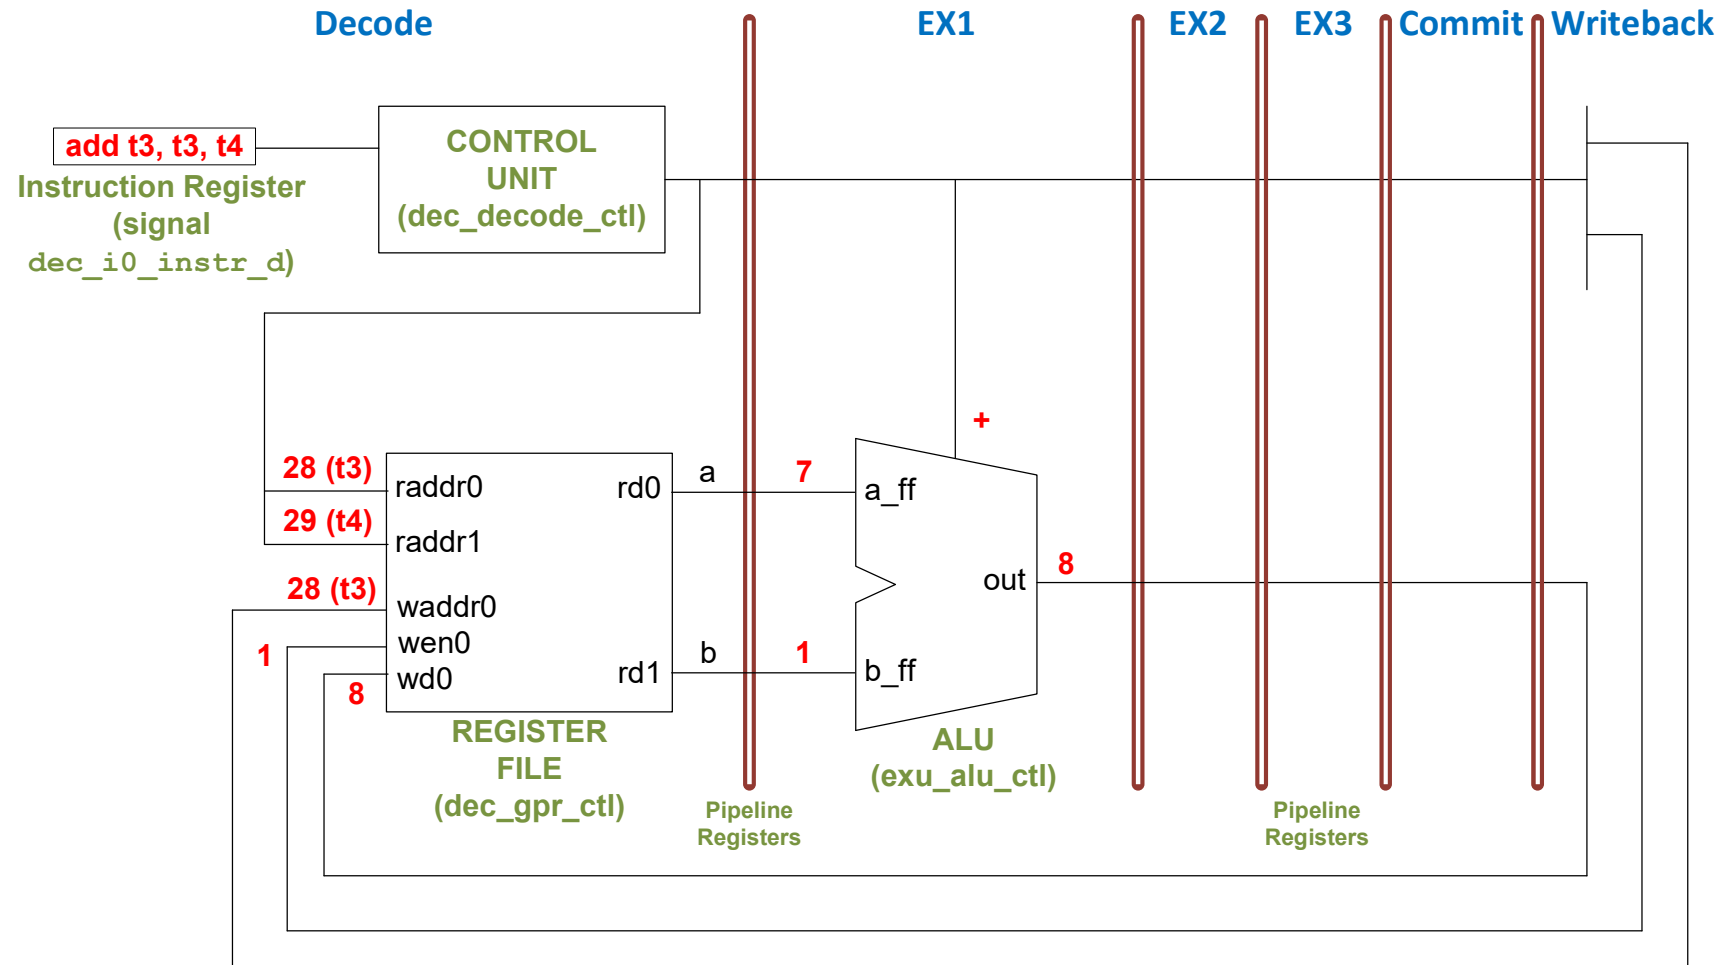 Decode
EX1
EX2
EX3
Commit
Writeback
add t3, t3, t4
Instruction Register
(signal
dec_i0_instr_d)
CONTROL
UNIT
(dec_decode_ctl)
+
28 (t3)
raddr0
29 (t4)
raddr1
28 (t3)
waddr0
1
wen0
8
wd0
rd0
rd1
REGISTER
FILE
(dec_gpr_ctl)
a
7
a_ff
b
1
b_ff
out
8
ALU
(exu_alu_ctl)
Pipeline
Registers
Pipeline
Registers